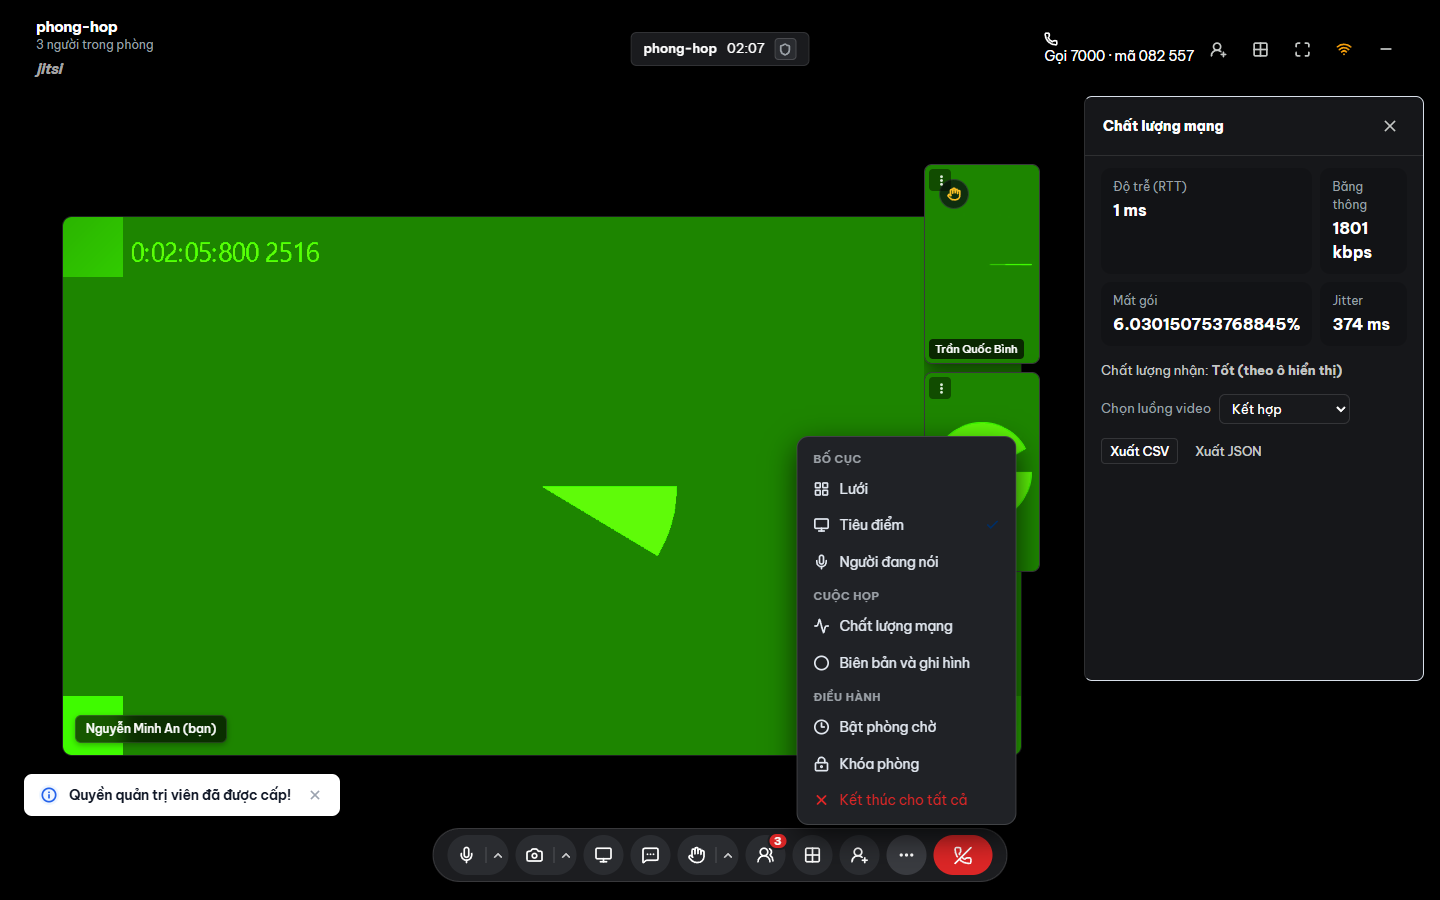 phong-hop
3 người trong phòng
jitsi
phong-hop 02:07
Gọi 7000 · mã 082 557
Chất lượng mạng
Độ trễ (RTT)
1 ms
Băng
thông
1801
kbps
Mất gói
6.030150753768845%
Jitter
374 ms
Chất lượng nhận: Tốt (theo ô hiển thị)
Chọn luồng video
Kết hợp
Xuất CSV
Xuất JSON
0:02:05:800 2516
Trần Quốc Bình
Nguyễn Minh An (bạn)
BỐ CỤC
Lưới
Tiêu điểm
Người đang nói
CUỘC HỌP
Chất lượng mạng
Biên bản và ghi hình
ĐIỀU HÀNH
Bật phòng chờ
Khóa phòng
Kết thúc cho tất cả
Quyền quản trị viên đã được cấp!
3